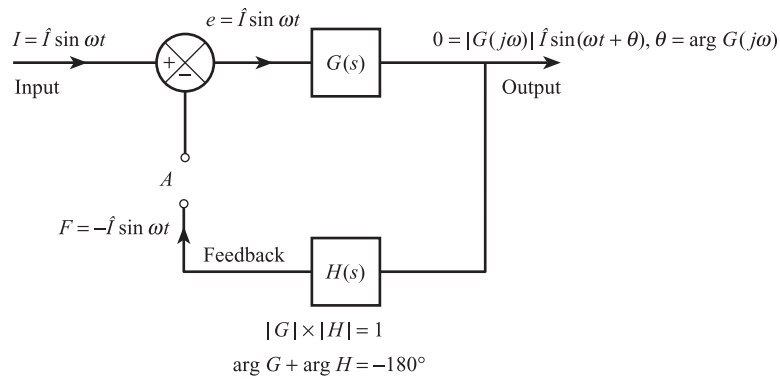 e = Î sin ωt
I = Î sin ωt
0 = |G(jω)| Î sin(ωt + θ), θ = arg G(jω)
+
−
G(s)
Input
Output
A
F = −Î sin ωt
Feedback
H(s)
|G| × |H| = 1
arg G + arg H = −180°